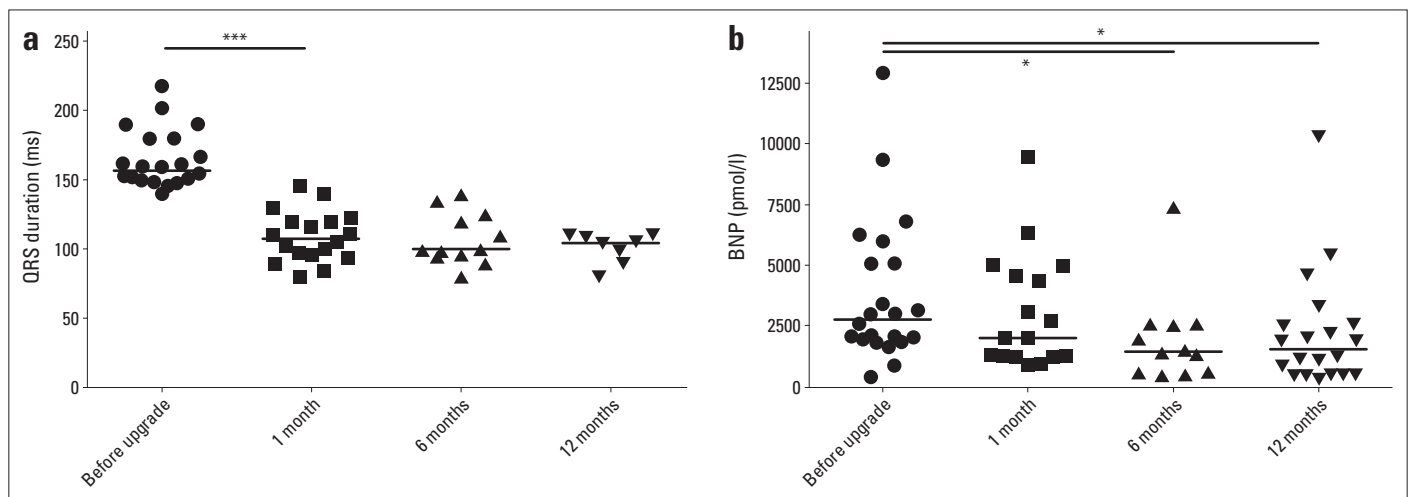 a
***
QRS duration (ms)
250
200
150
100
50
0
Before upgrade
1 month
6 months
12 months
b
*
*
BNP (pmol/l)
12500
10000
7500
5000
2500
0
Before upgrade
1 month
6 months
12 months